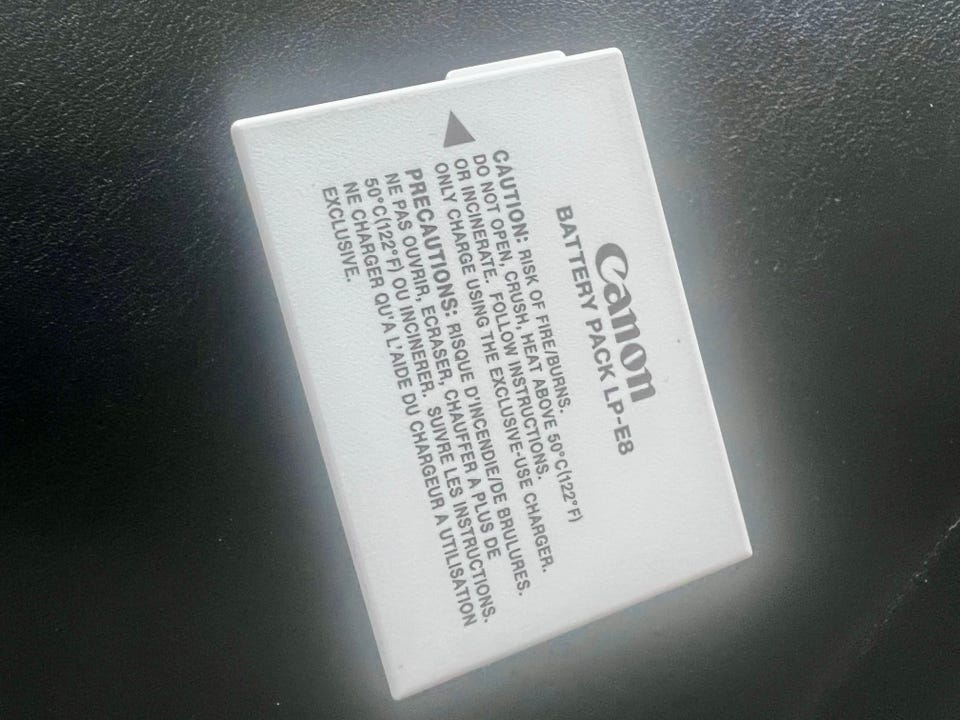 Canon
BATTERY PACK LP-E8
CAUTION: RISK OF FIRE/BURNS.
DO NOT OPEN, CRUSH, HEAT ABOVE 50°C(122°F)
OR INCINERATE. FOLLOW INSTRUCTIONS.
ONLY CHARGE USING THE EXCLUSIVE-USE CHARGER.
PRECAUTIONS: RISQUE D'INCENDIE/DE BRULURES.
NE PAS OUVRIR, ECRASER, CHAUFFER A PLUS DE
50°C(122°F) OU INCINERER. SUIVRE LES INSTRUCTIONS.
NE CHARGER QU'A L'AIDE DU CHARGEUR A UTILISATION
EXCLUSIVE.